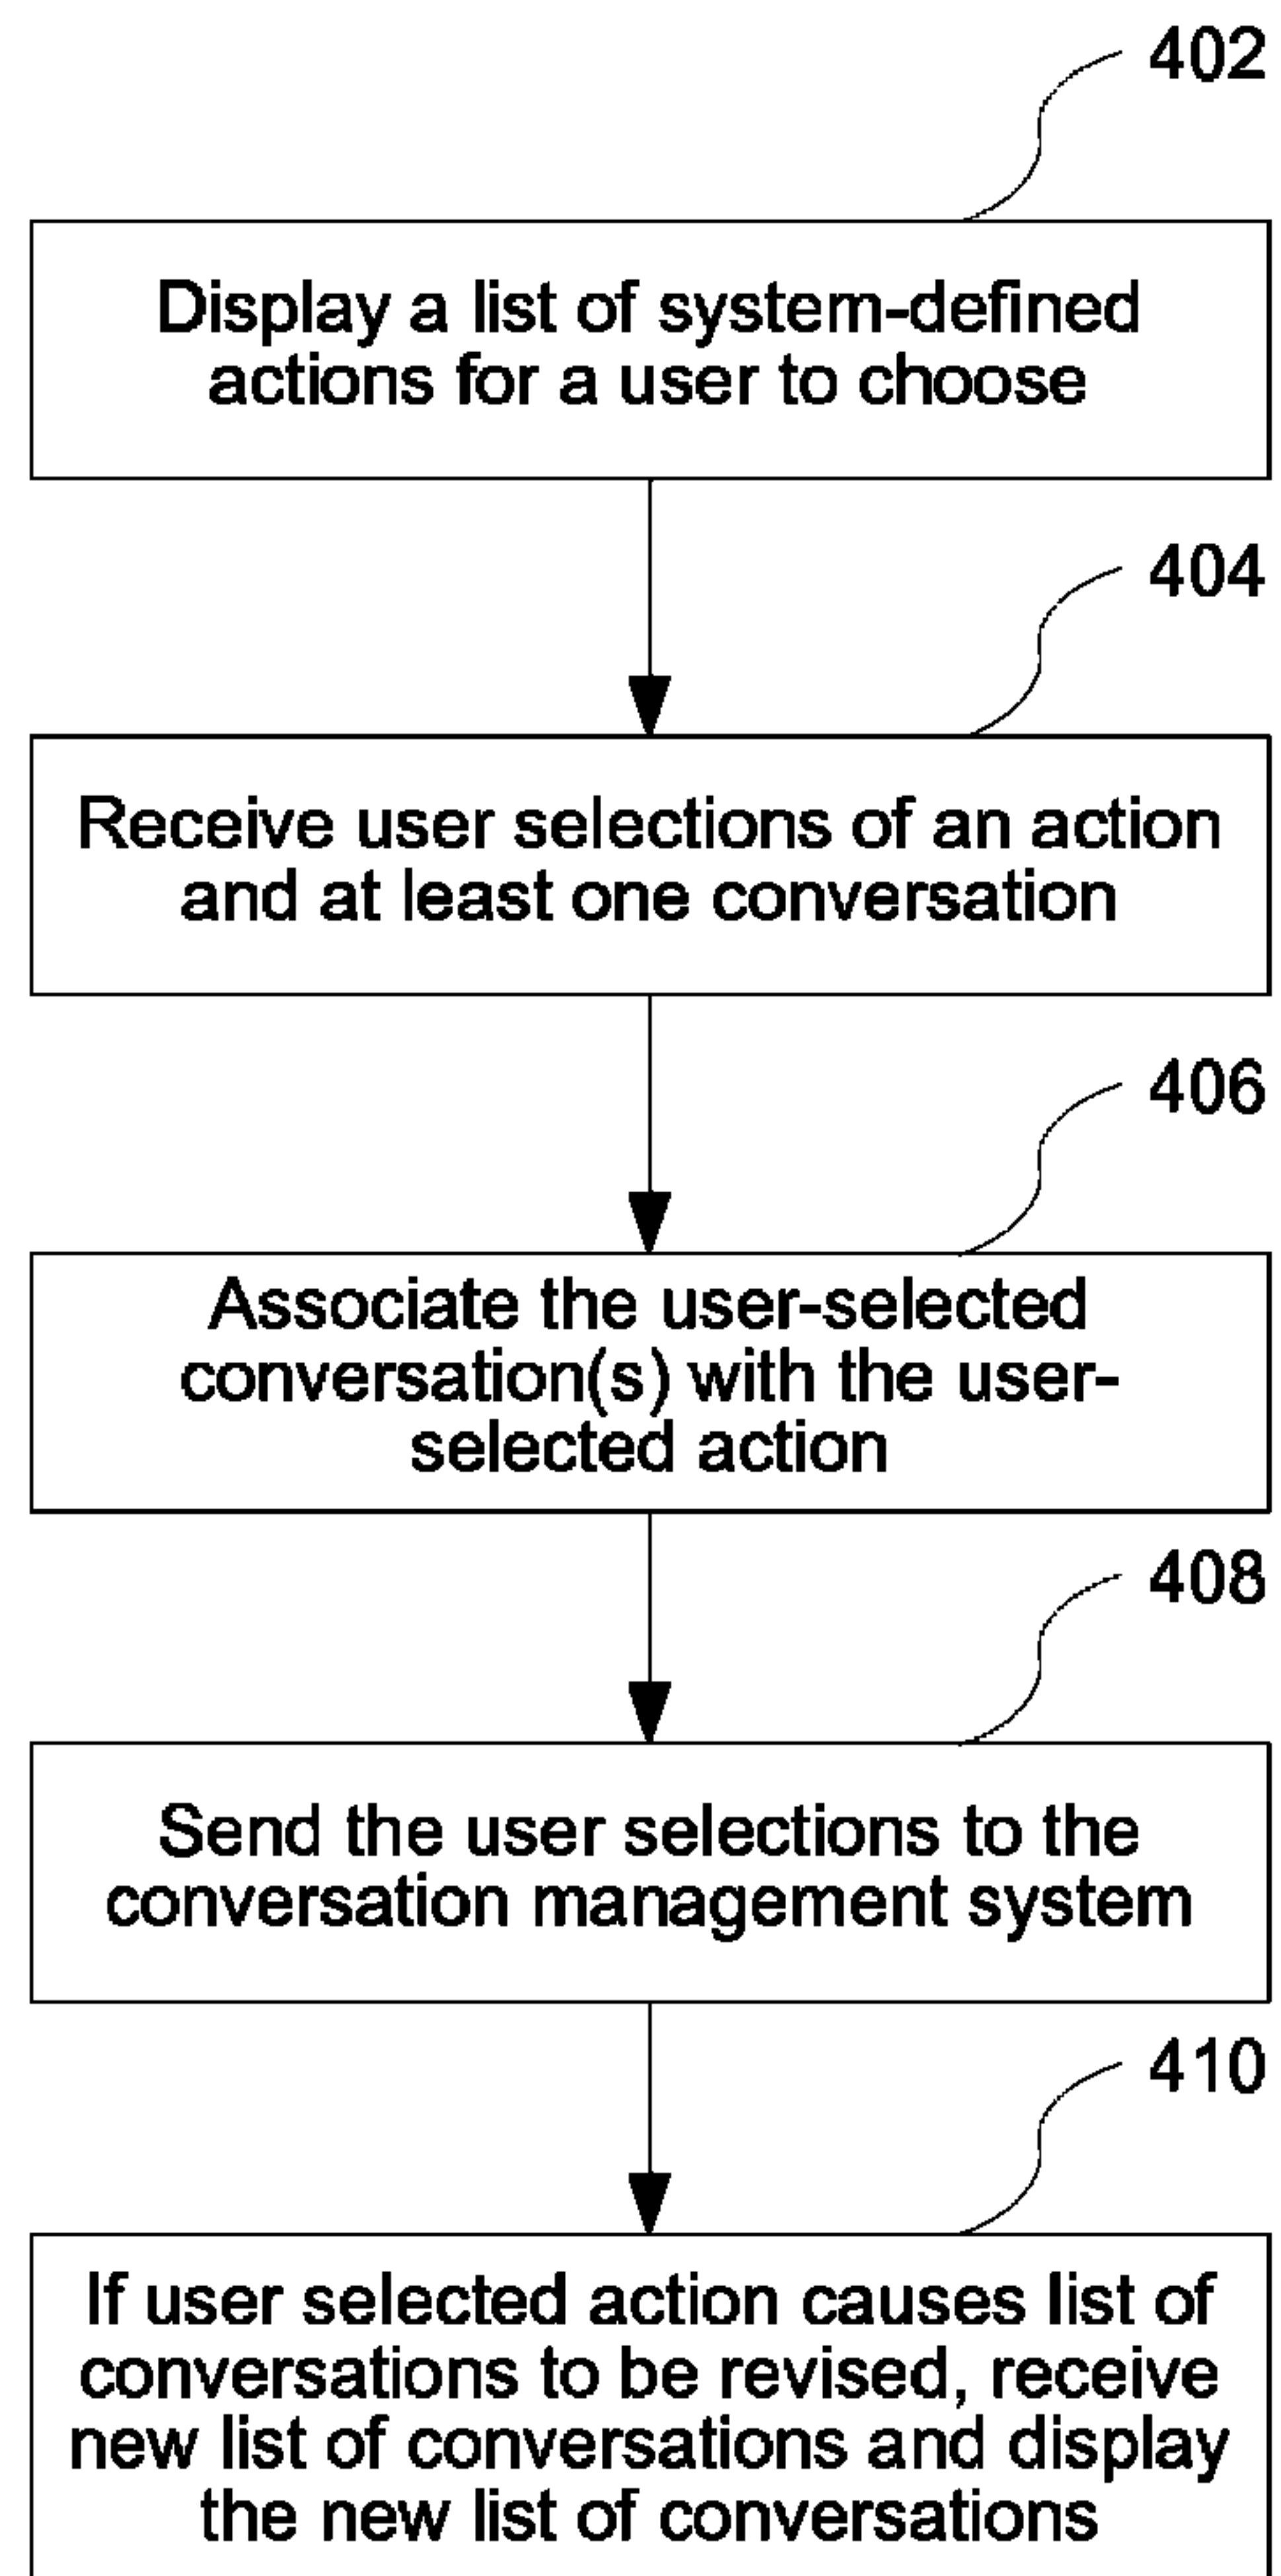 402
Display a list of system-defined
actions for a user to choose
404
Receive user selections of an action
and at least one conversation
406
Associate the user-selected
conversation(s) with the user-
selected action
408
Send the user selections to the
conversation management system
410
If user selected action causes list of
conversations to be revised, receive
new list of conversations and display
the new list of conversations